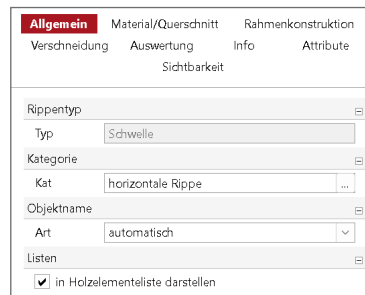 Allgemein Material/Querschnitt Rahmenkonstruktion
Verschneidung Auswertung Info Attribute
Sichtbarkeit
Rippentyp
Typ Schwelle
Kategorie
Kat horizontale Rippe ...
Objektname
Art automatisch
Listen
in Holzelementeliste darstellen